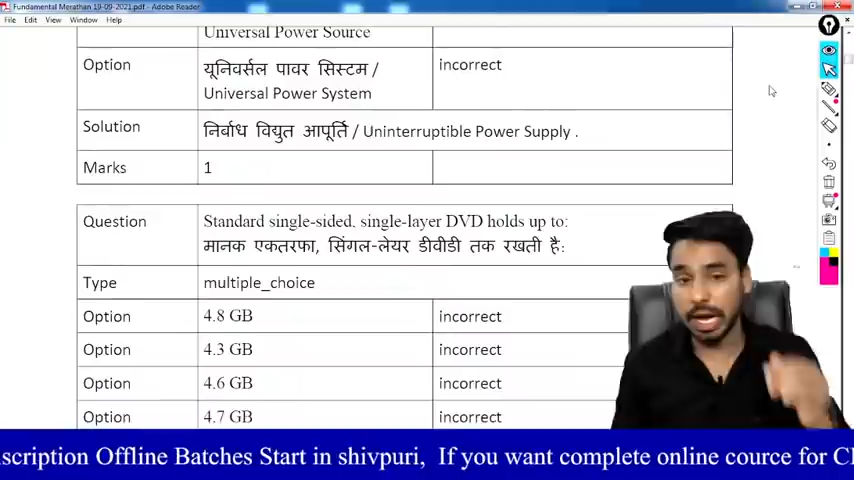 Fundamental Merathan 19-09-2021.pdf - Adobe Reader
File Edit View Window Help
Universal Power Source
Option यूनिवर्सल पावर सिस्टम / incorrect
Universal Power System
Solution निर्बाध विद्युत आपूर्ति / Uninterruptible Power Supply .
Marks 1
Question Standard single-sided, single-layer DVD holds up to:
मानक एकतरफा, सिंगल-लेयर डीवीडी तक रखती है:
Type multiple_choice
Option 4.8 GB incorrect
Option 4.3 GB incorrect
Option 4.6 GB incorrect
Option 4.7 GB incorrect
scription Offline Batches Start in shivpuri, If you want complete online cource for C